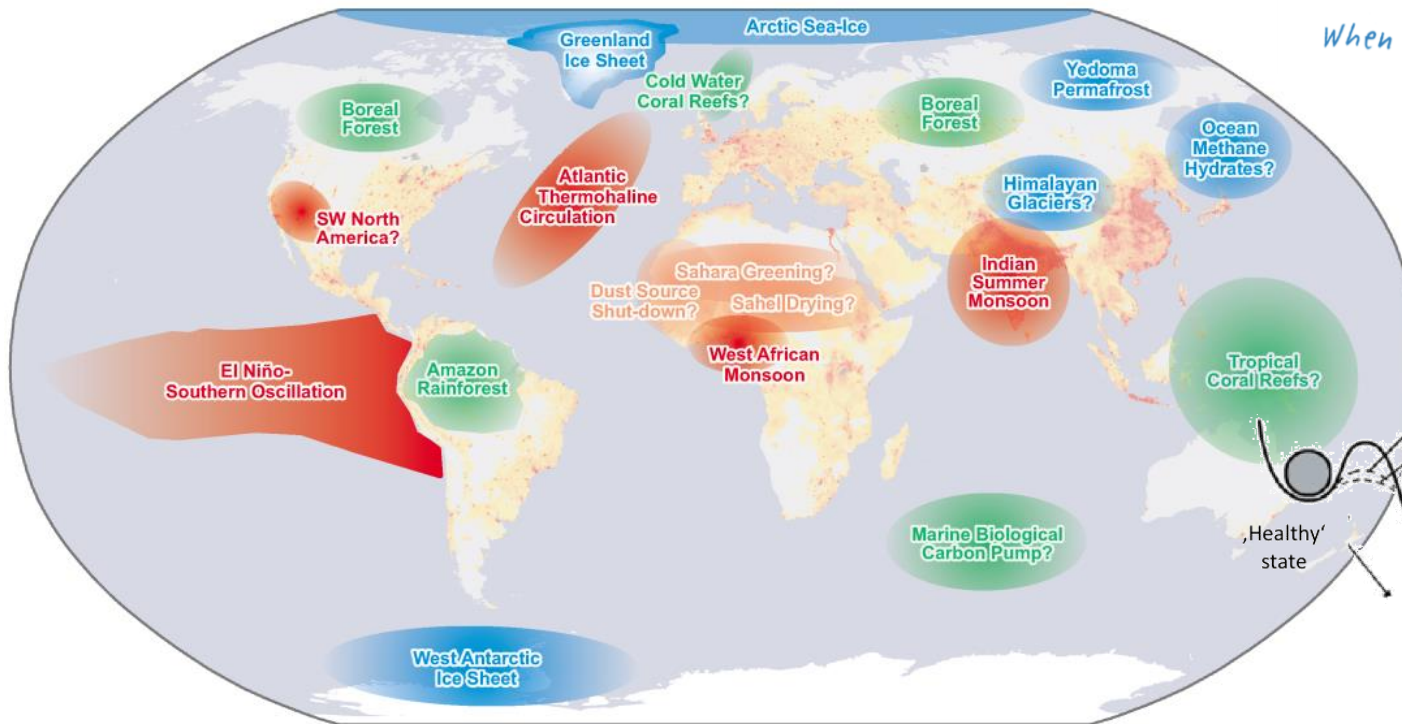 Arctic Sea-Ice
When
Greenland
Ice Sheet
Cold Water
Coral Reefs?
Yedoma
Permafrost
Boreal
Forest
Boreal
Forest
Ocean
Methane
Hydrates?
Atlantic
Thermohaline
Circulation
Himalayan
Glaciers?
SW North
America?
Sahara Greening?
Dust Source
Shut-down?
Sahel Drying?
Indian
Summer
Monsoon
El Niño-
Southern Oscillation
Amazon
Rainforest
West African
Monsoon
Tropical
Coral Reefs?
Marine Biological
Carbon Pump?
‚Healthy‘
state
West Antarctic
Ice Sheet